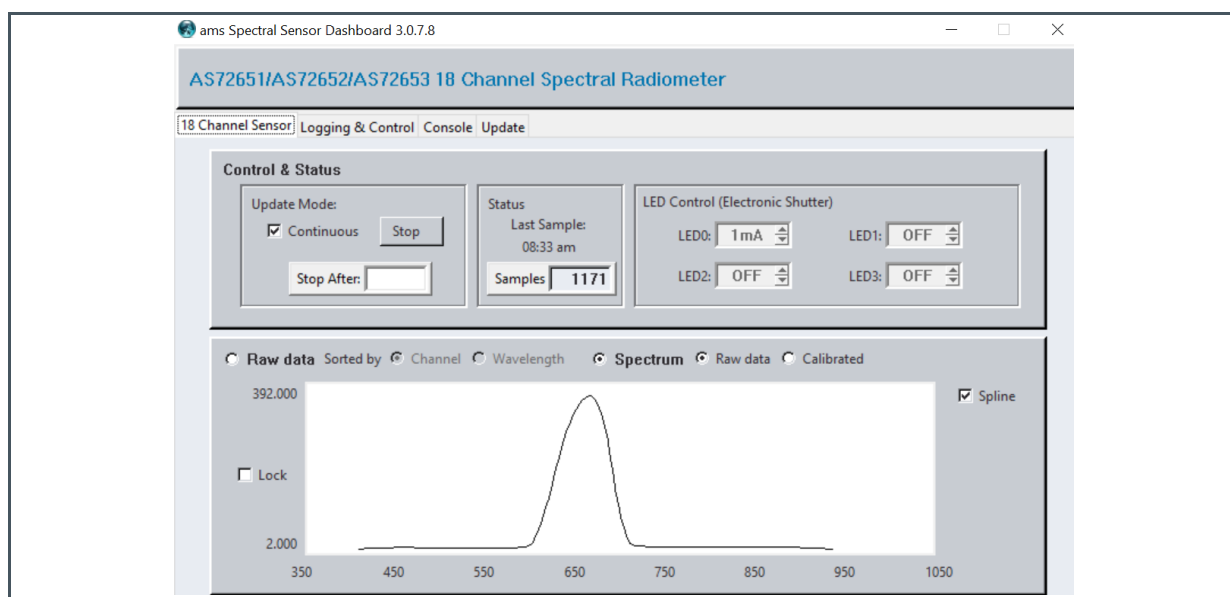 ams Spectral Sensor Dashboard 3.0.7.8
AS72651/AS72652/AS72653 18 Channel Spectral Radiometer
18 Channel Sensor Logging & Control Console Update
Control & Status
Update Mode:
Continuous Stop
Stop After:
Status
Last Sample:
08:33 am
Samples 1171
LED Control (Electronic Shutter)
LED0: 1mA LED1: OFF
LED2: OFF LED3: OFF
Raw data Sorted by Channel Wavelength Spectrum Raw data Calibrated
392.000
Spline
Lock
2.000
350 450 550 650 750 850 950 1050